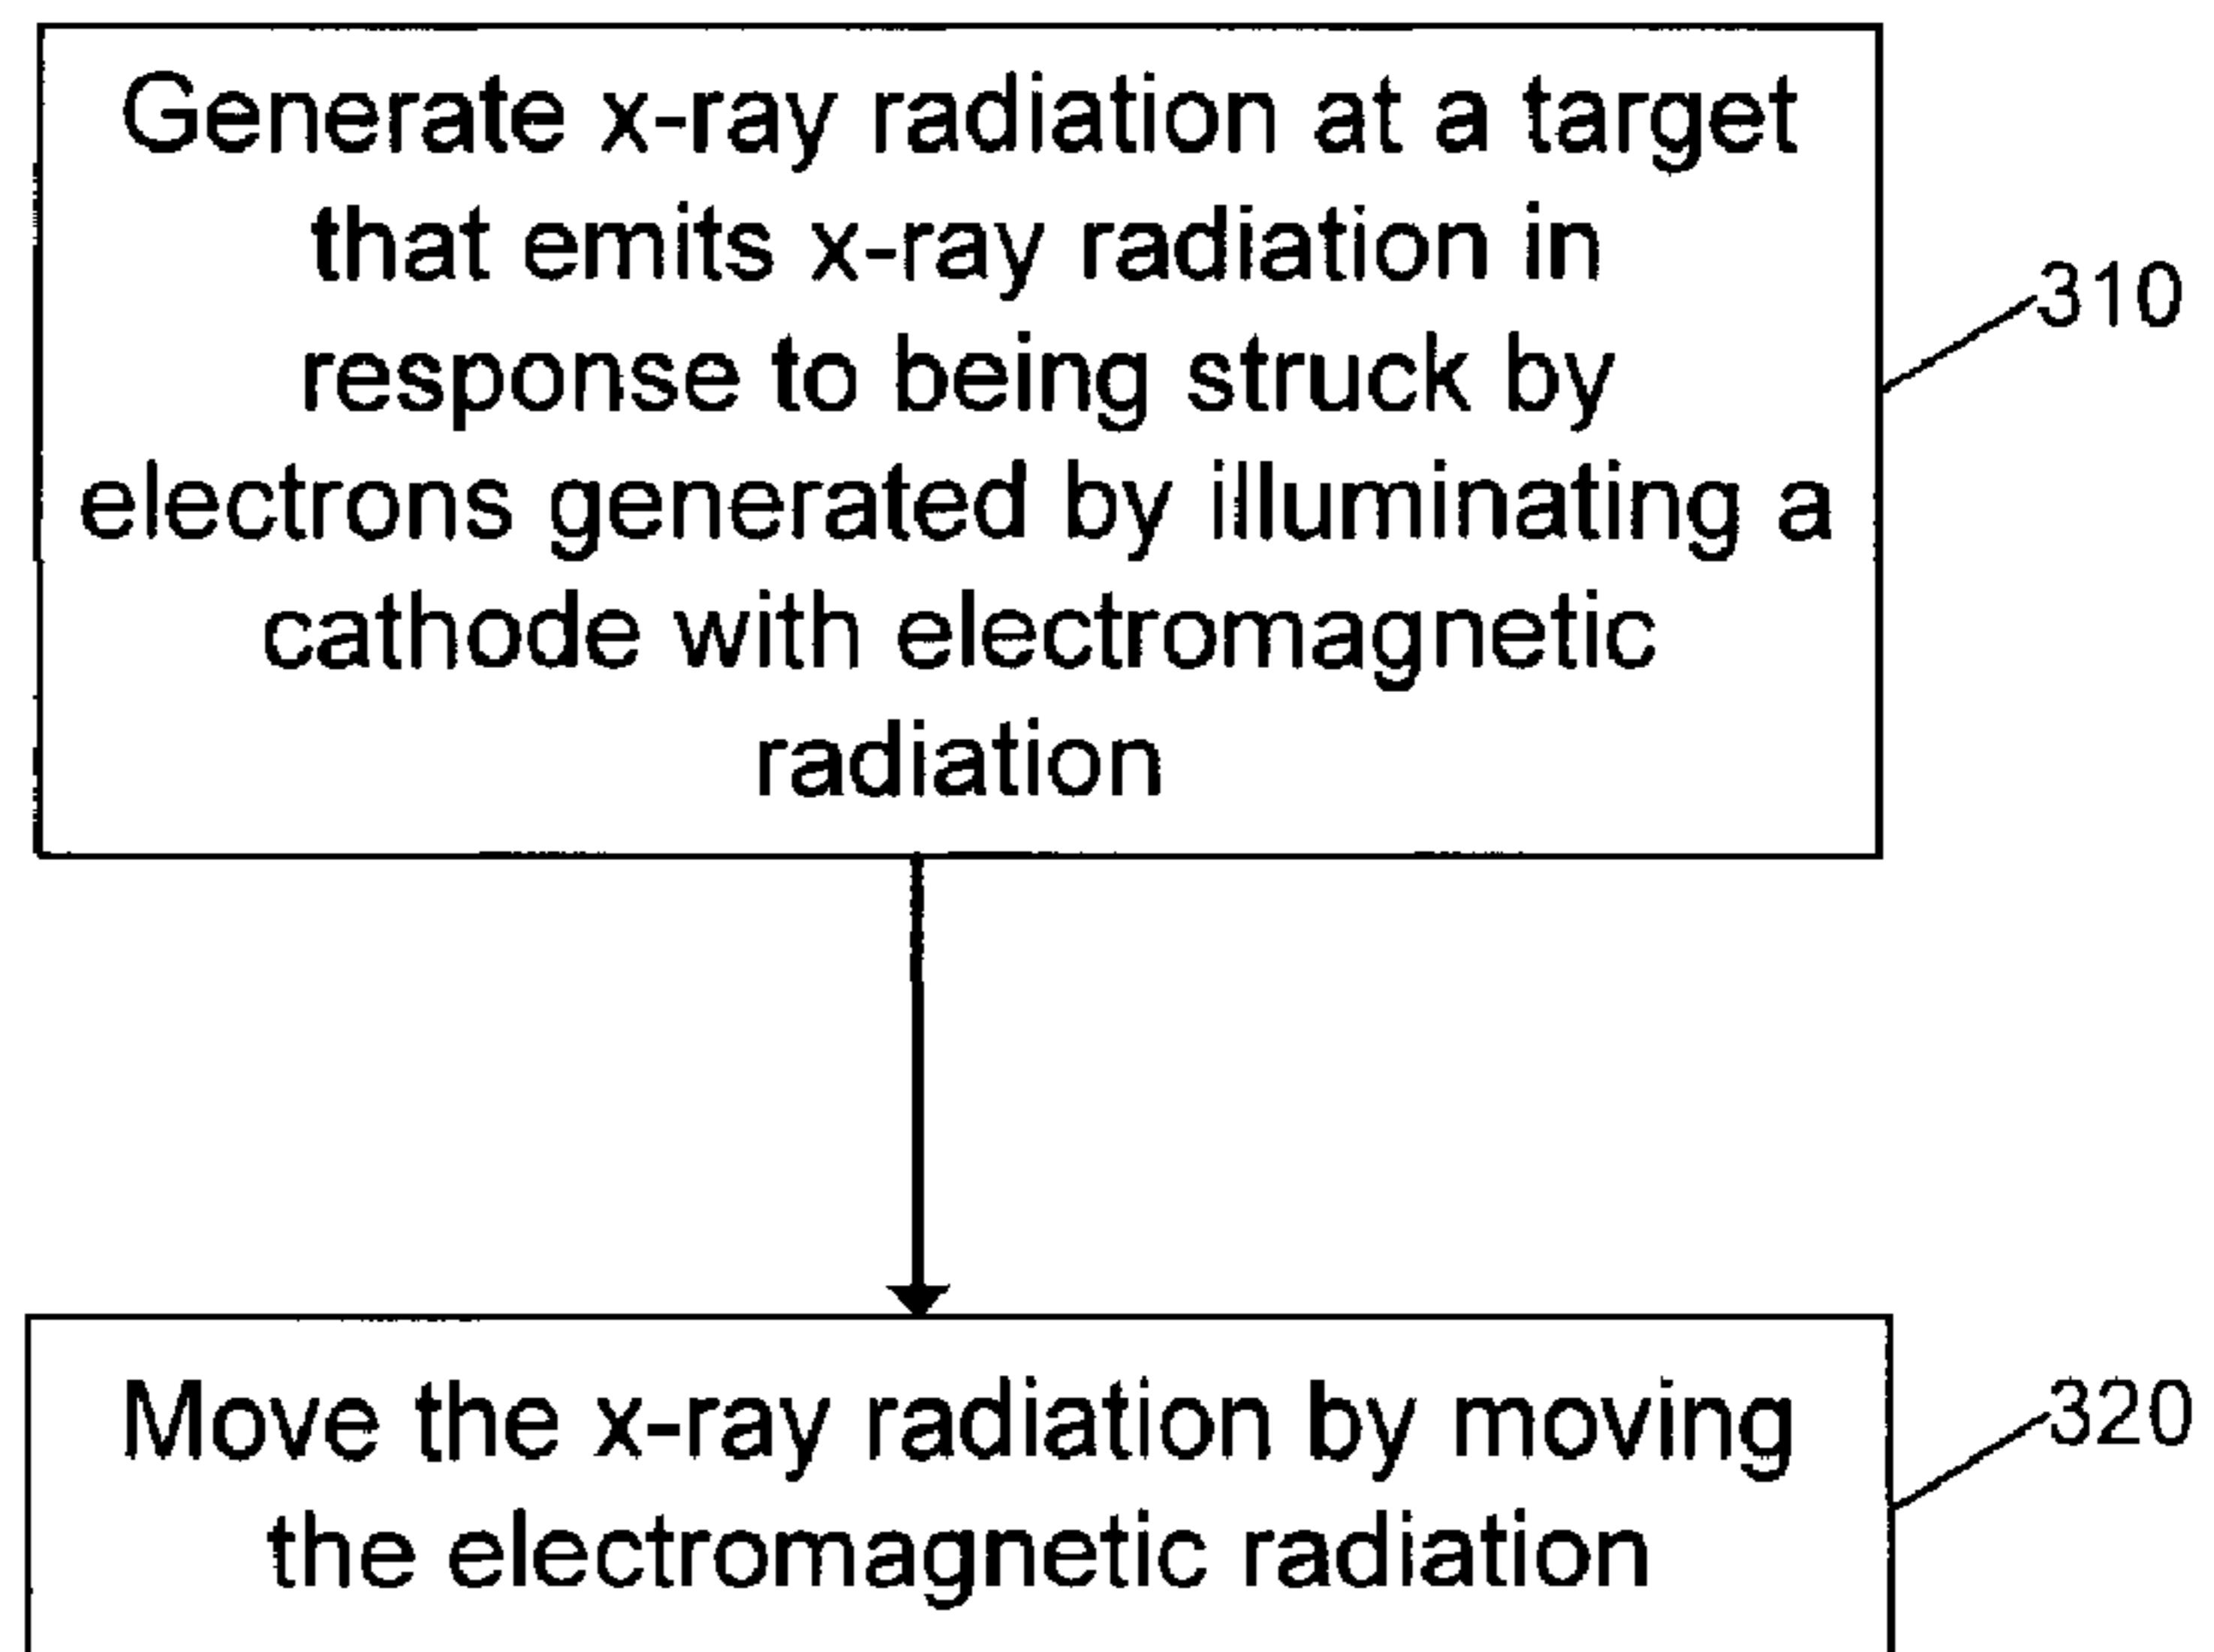 Generate x-ray radiation at a target
that emits x-ray radiation in
response to being struck by
electrons generated by illuminating a
cathode with electromagnetic
radiation
310
Move the x-ray radiation by moving
the electromagnetic radiation
320